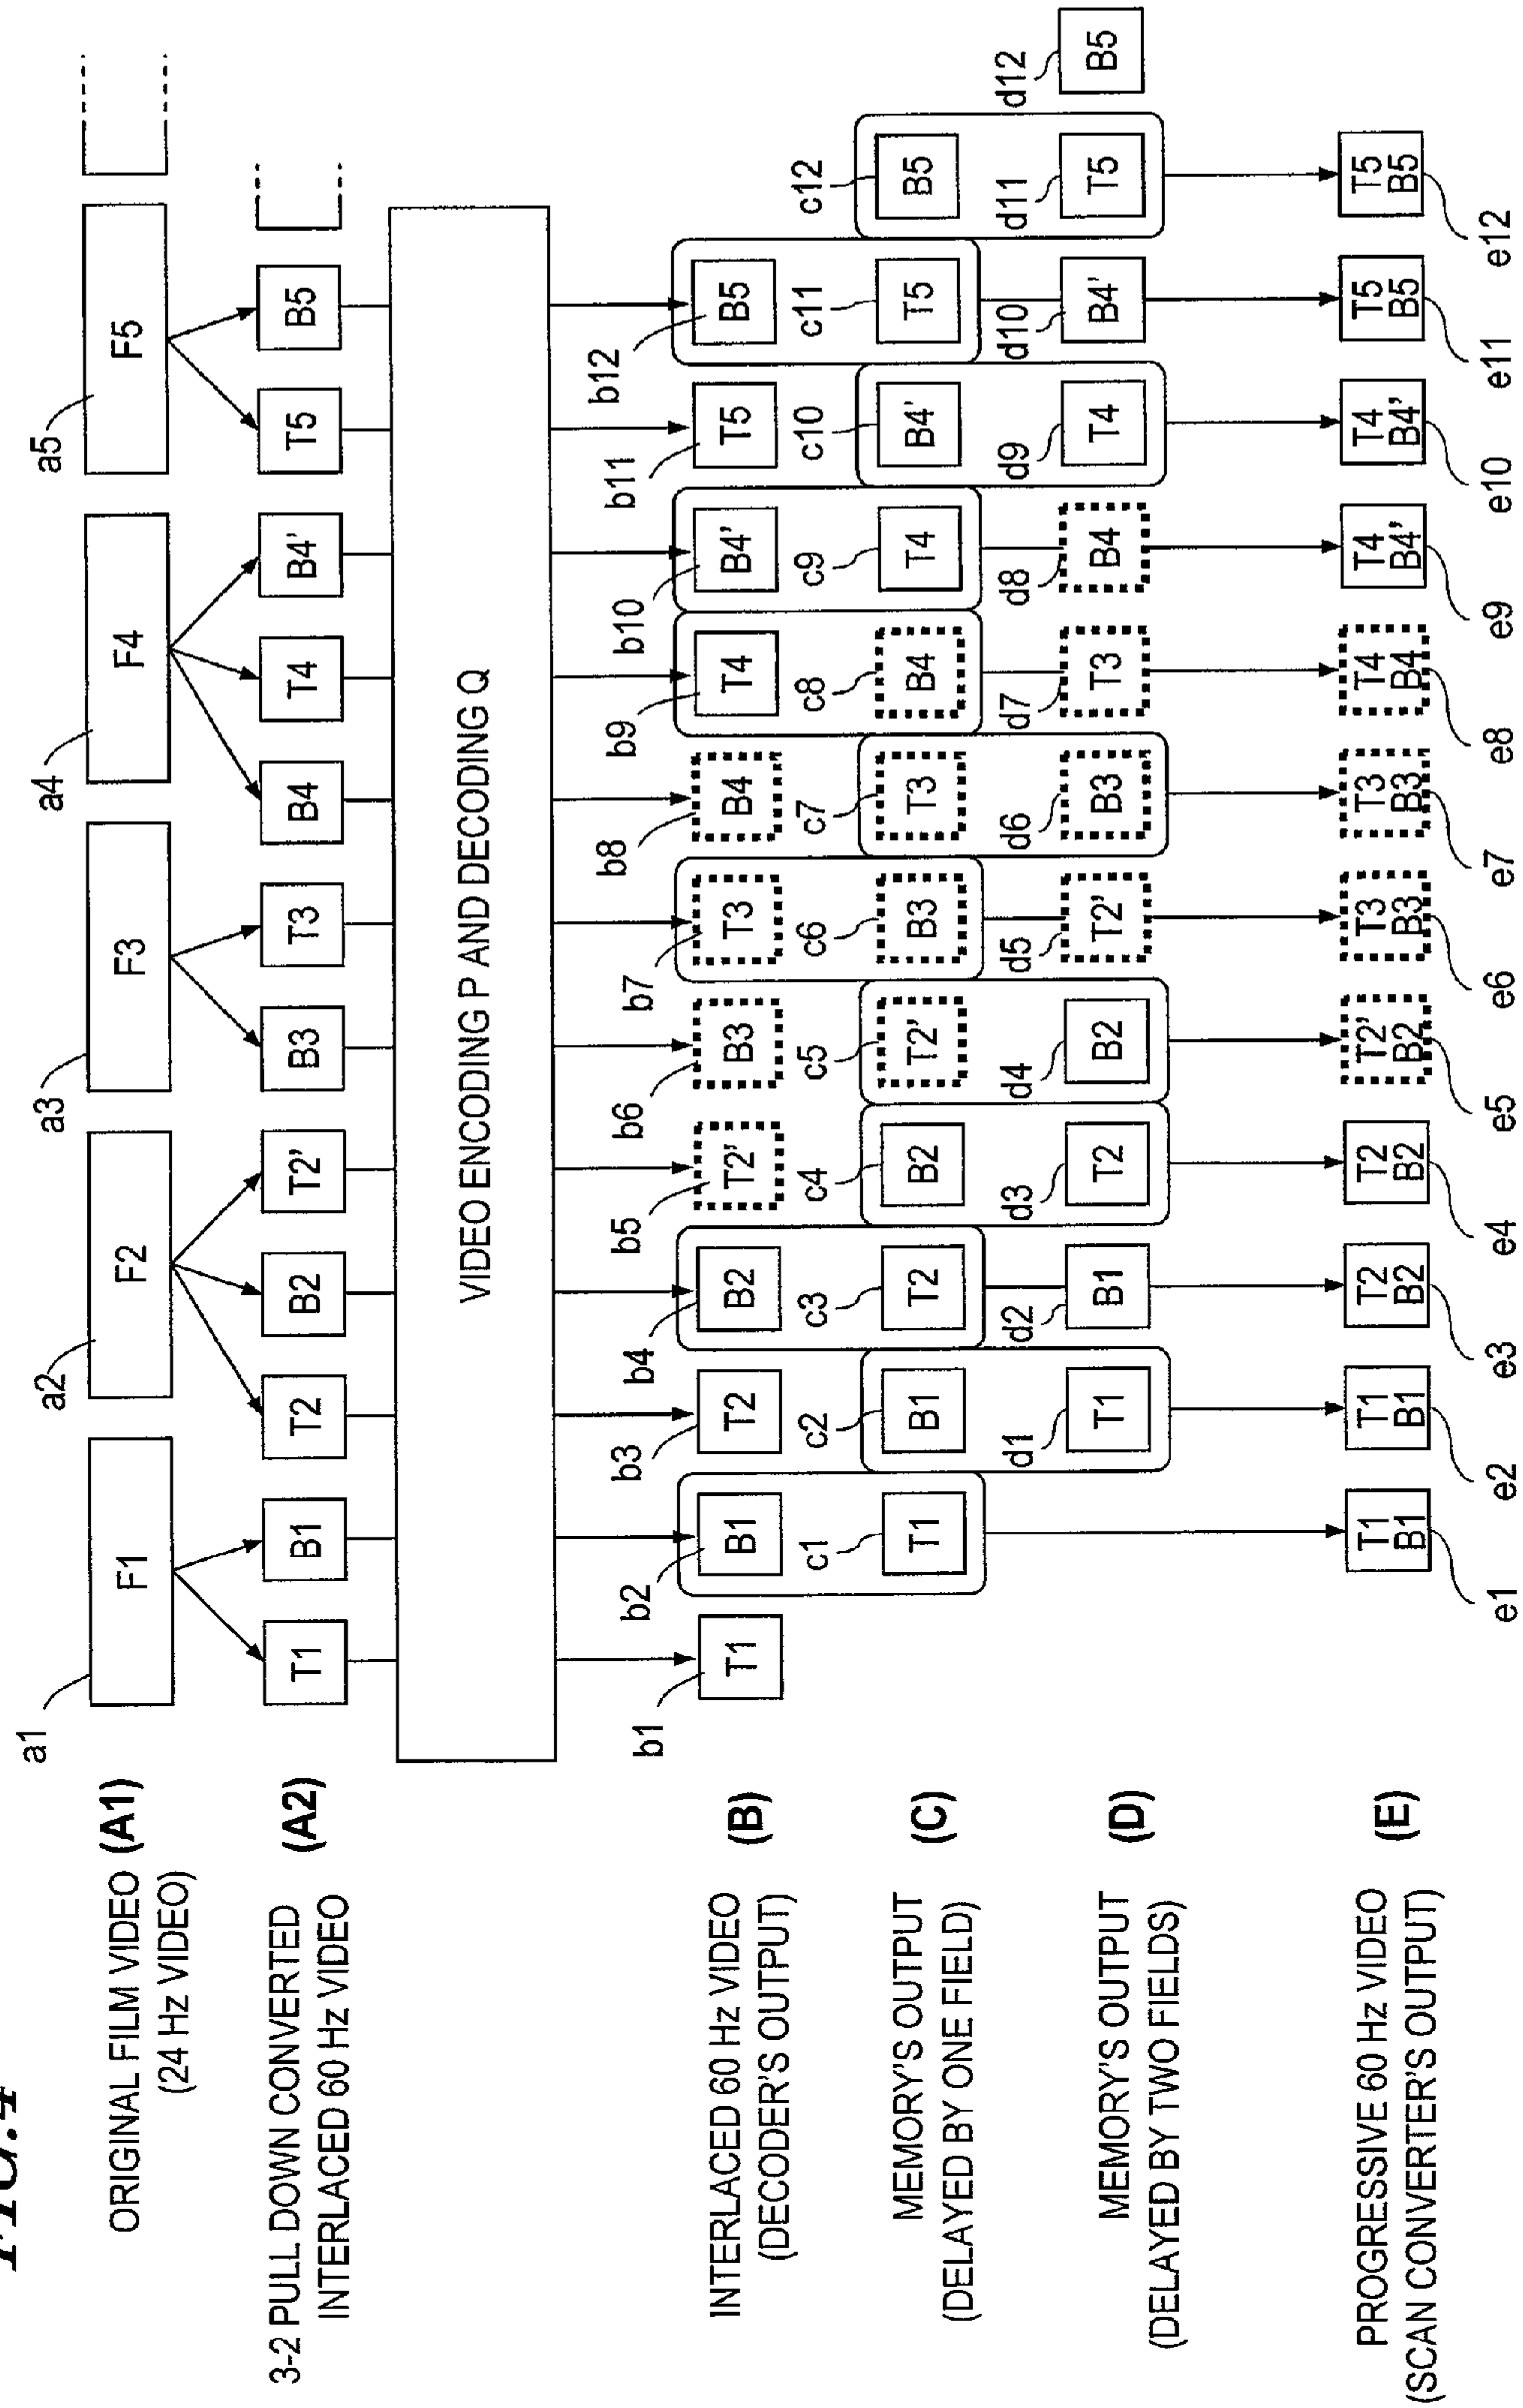 FIG.4
ORIGINAL FILM VIDEO (A1)
(24 Hz VIDEO)
a1 a2 a3 a4 a5
F1 F2 F3 F4 F5
3-2 PULL DOWN CONVERTED (A2)
INTERLACED 60 Hz VIDEO
T1 B1 T2 B2 T2' B3 T3 B4 T4 B4' T5 B5
VIDEO ENCODING P AND DECODING Q
b1 b2 b3 b4 b5 b6 b7 b8 b9 b10 b11 b12
INTERLACED 60 Hz VIDEO (B)
(DECODER'S OUTPUT)
T1 B1 T2 B2 T2' B3 T3 B4 T4 B4' T5 B5
c1 c2 c3 c4 c5 c6 c7 c8 c9 c10 c11 c12
MEMORY'S OUTPUT (C)
(DELAYED BY ONE FIELD)
T1 B1 T2 B2 T2' B3 T3 B4 T4 B4' T5 B5
d1 d2 d3 d4 d5 d6 d7 d8 d9 d10 d11 d12
MEMORY'S OUTPUT (D)
(DELAYED BY TWO FIELDS)
T1 B1 T2 B2 T2' B3 T3 B4 T4 B4' T5 B5
PROGRESSIVE 60 Hz VIDEO (E)
(SCAN CONVERTER'S OUTPUT)
T1 T1 T2 T2 T2' T3 T3 T4 T4 T4 T5 T5
B1 B1 B2 B2 B2 B3 B3 B4 B4' B4' B5 B5
e1 e2 e3 e4 e5 e6 e7 e8 e9 e10 e11 e12